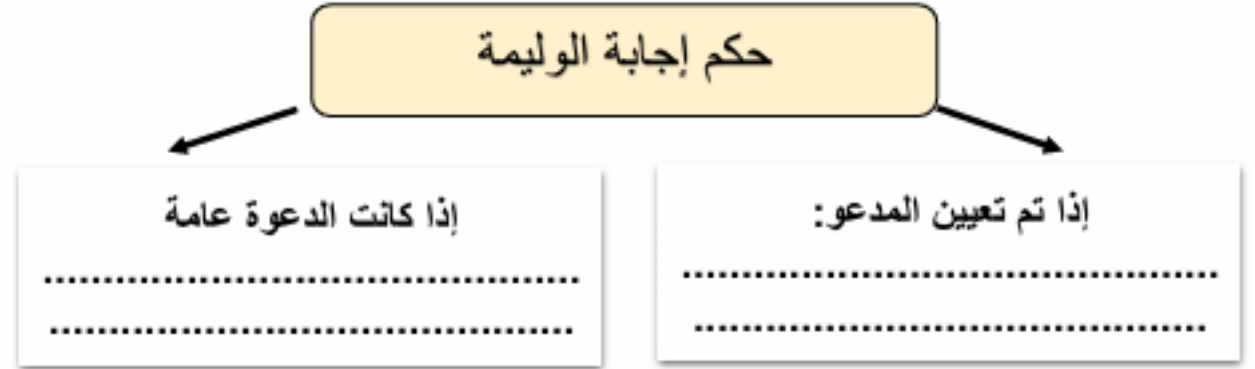 حكم إجابة الوليمة
إذا تم تعيين المدعو:
............................................
..........................................
إذا كانت الدعوة عامة
............................................
...........................................